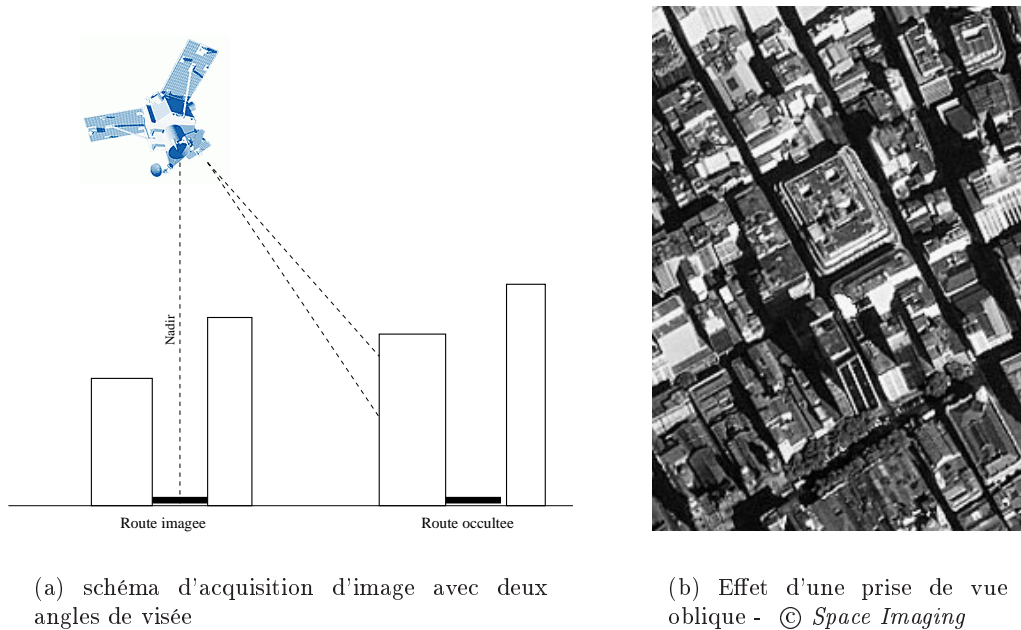 Nadir
Route imagee
Route occultee
(a) schéma d'acquisition d'image avec deux
angles de visée
(b) Effet d'une prise de vue
oblique - © Space Imaging